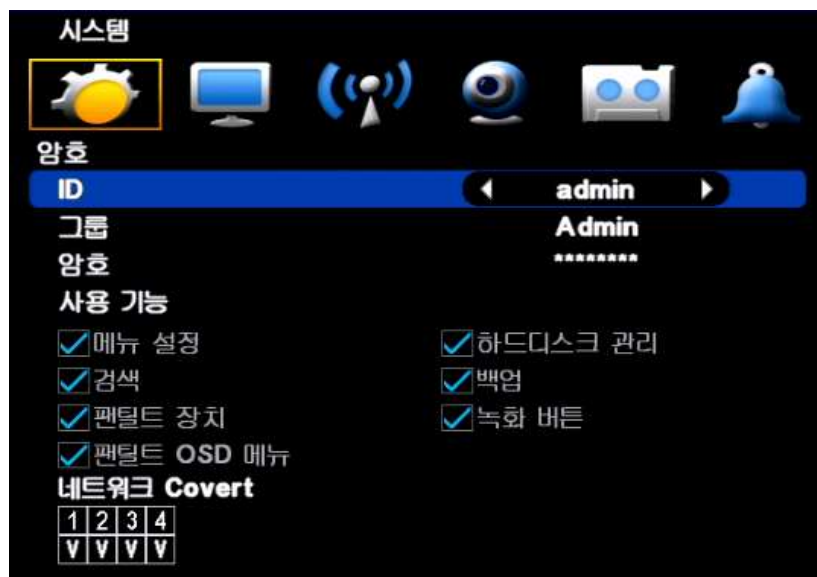 시스템
암호
ID admin
그룹 Admin
암호 ********
사용 기능
메뉴 설정 하드디스크 관리
검색 백업
팬틸트 장치 녹화 버튼
팬틸트 OSD 메뉴
네트워크 Covert
1 2 3 4
V V V V